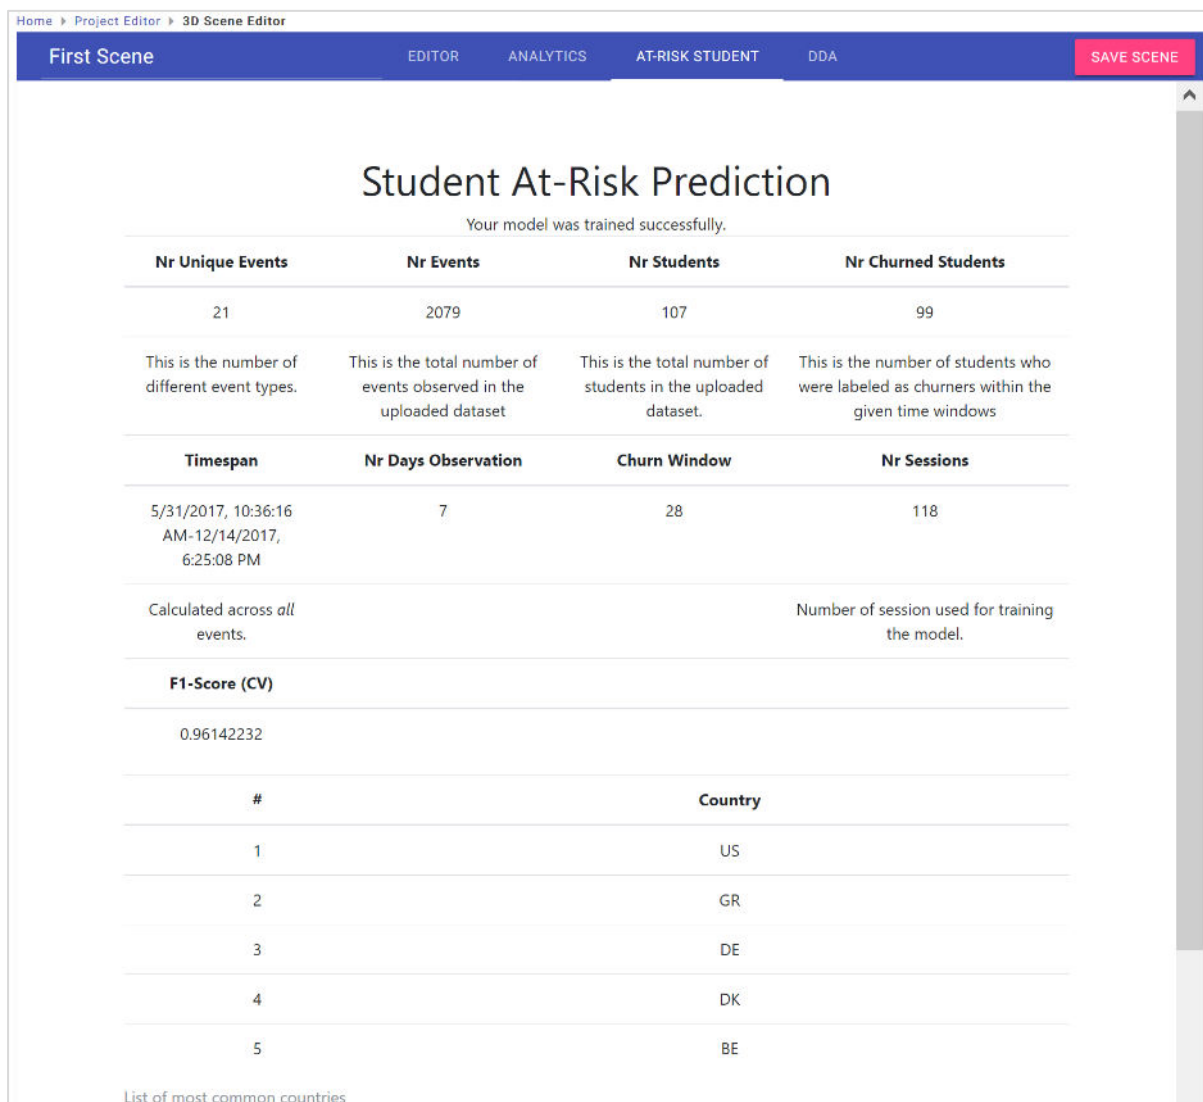 Home ▸ Project Editor ▸ 3D Scene Editor
First Scene EDITOR ANALYTICS AT-RISK STUDENT DDA SAVE SCENE
Student At-Risk Prediction
Your model was trained successfully.
Nr Unique Events Nr Events Nr Students Nr Churned Students
21 2079 107 99
This is the number of This is the total number of This is the total number of This is the number of students who
different event types. events observed in the students in the uploaded were labeled as churners within the
uploaded dataset dataset. given time windows
Timespan Nr Days Observation Churn Window Nr Sessions
5/31/2017, 10:36:16 7 28 118
AM-12/14/2017,
6:25:08 PM
Calculated across all Number of session used for training
events. the model.
F1-Score (CV)
0.96142232
# Country
1 US
2 GR
3 DE
4 DK
5 BE
List of most common countries